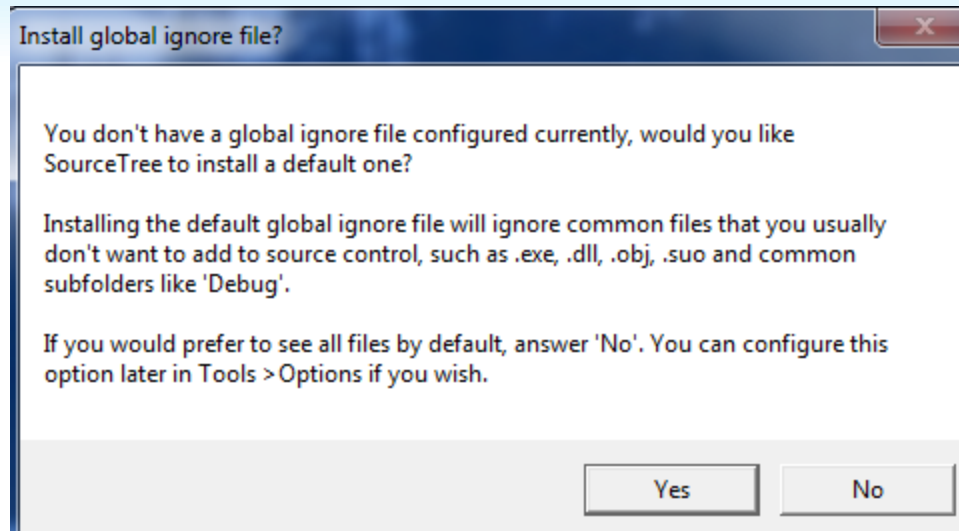 Install global ignore file?
You don't have a global ignore file configured currently, would you like
SourceTree to install a default one?
Installing the default global ignore file will ignore common files that you usually
don't want to add to source control, such as .exe, .dll, .obj, .suo and common
subfolders like 'Debug'.
If you would prefer to see all files by default, answer 'No'. You can configure this
option later in Tools >Options if you wish.
Yes No